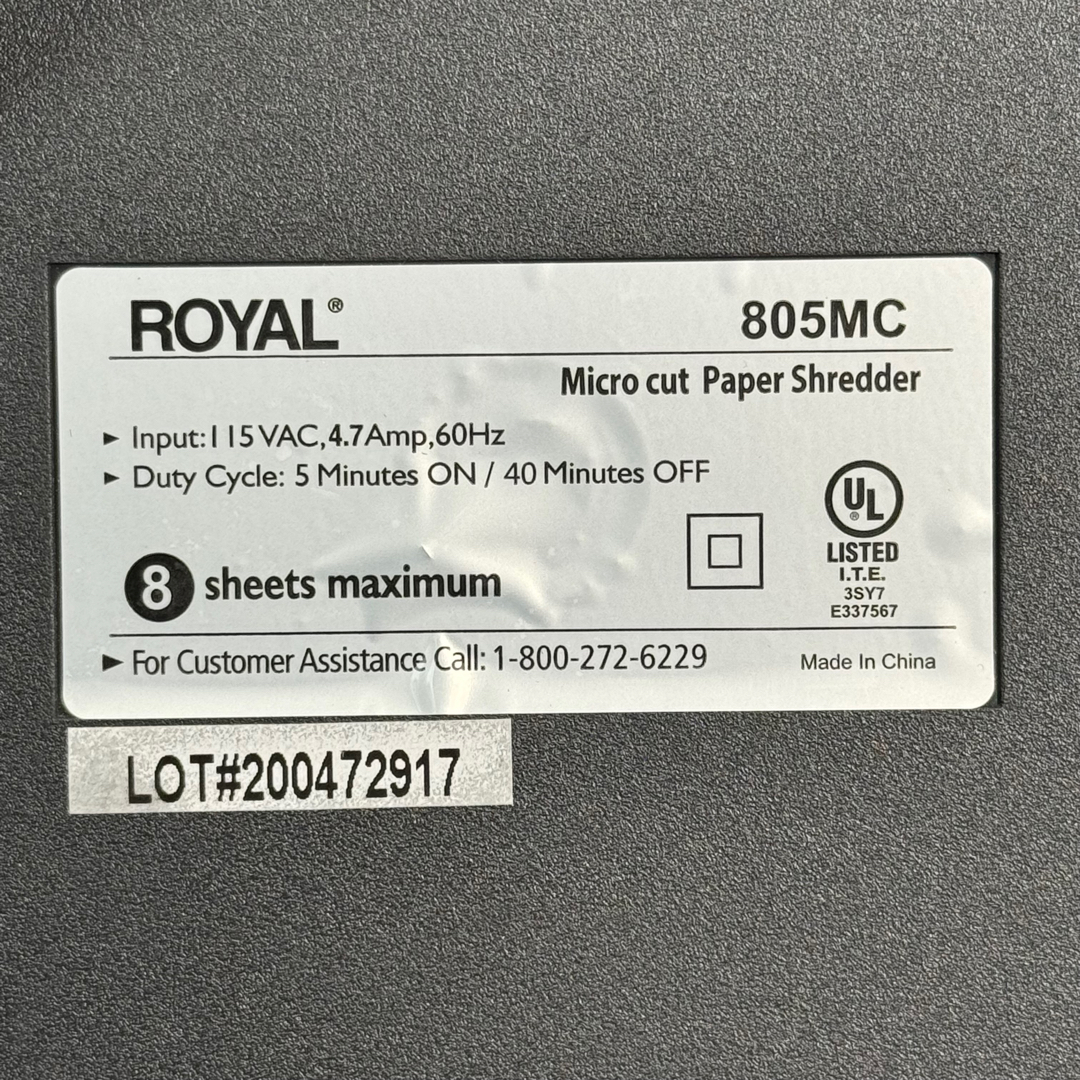 ROYAL® 805MC
Micro cut Paper Shredder
► Input:115VAC,4.7Amp,60Hz
► Duty Cycle: 5 Minutes ON / 40 Minutes OFF
UL®
LISTED
I.T.E.
3SY7
E337567
8 sheets maximum
► For Customer Assistance Call: 1-800-272-6229
Made In China
LOT#200472917